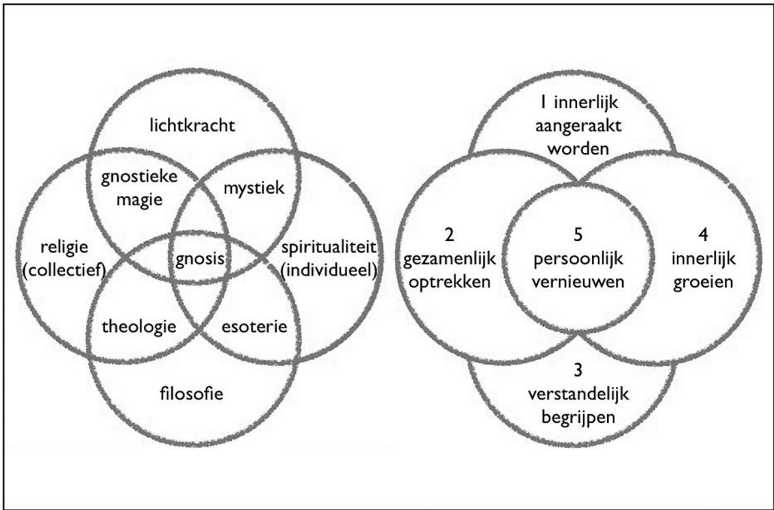 lichtkracht
gnostieke
magie
mystiek
religie
(collectief)
gnosis
spiritualiteit
(individueel)
theologie
esoterie
filosofie
1 innerlijk
aangeraakt
worden
2
gezamenlijk
optrekken
5
persoonlijk
vernieuwen
4
innerlijk
groeien
3
verstandelijk
begrijpen